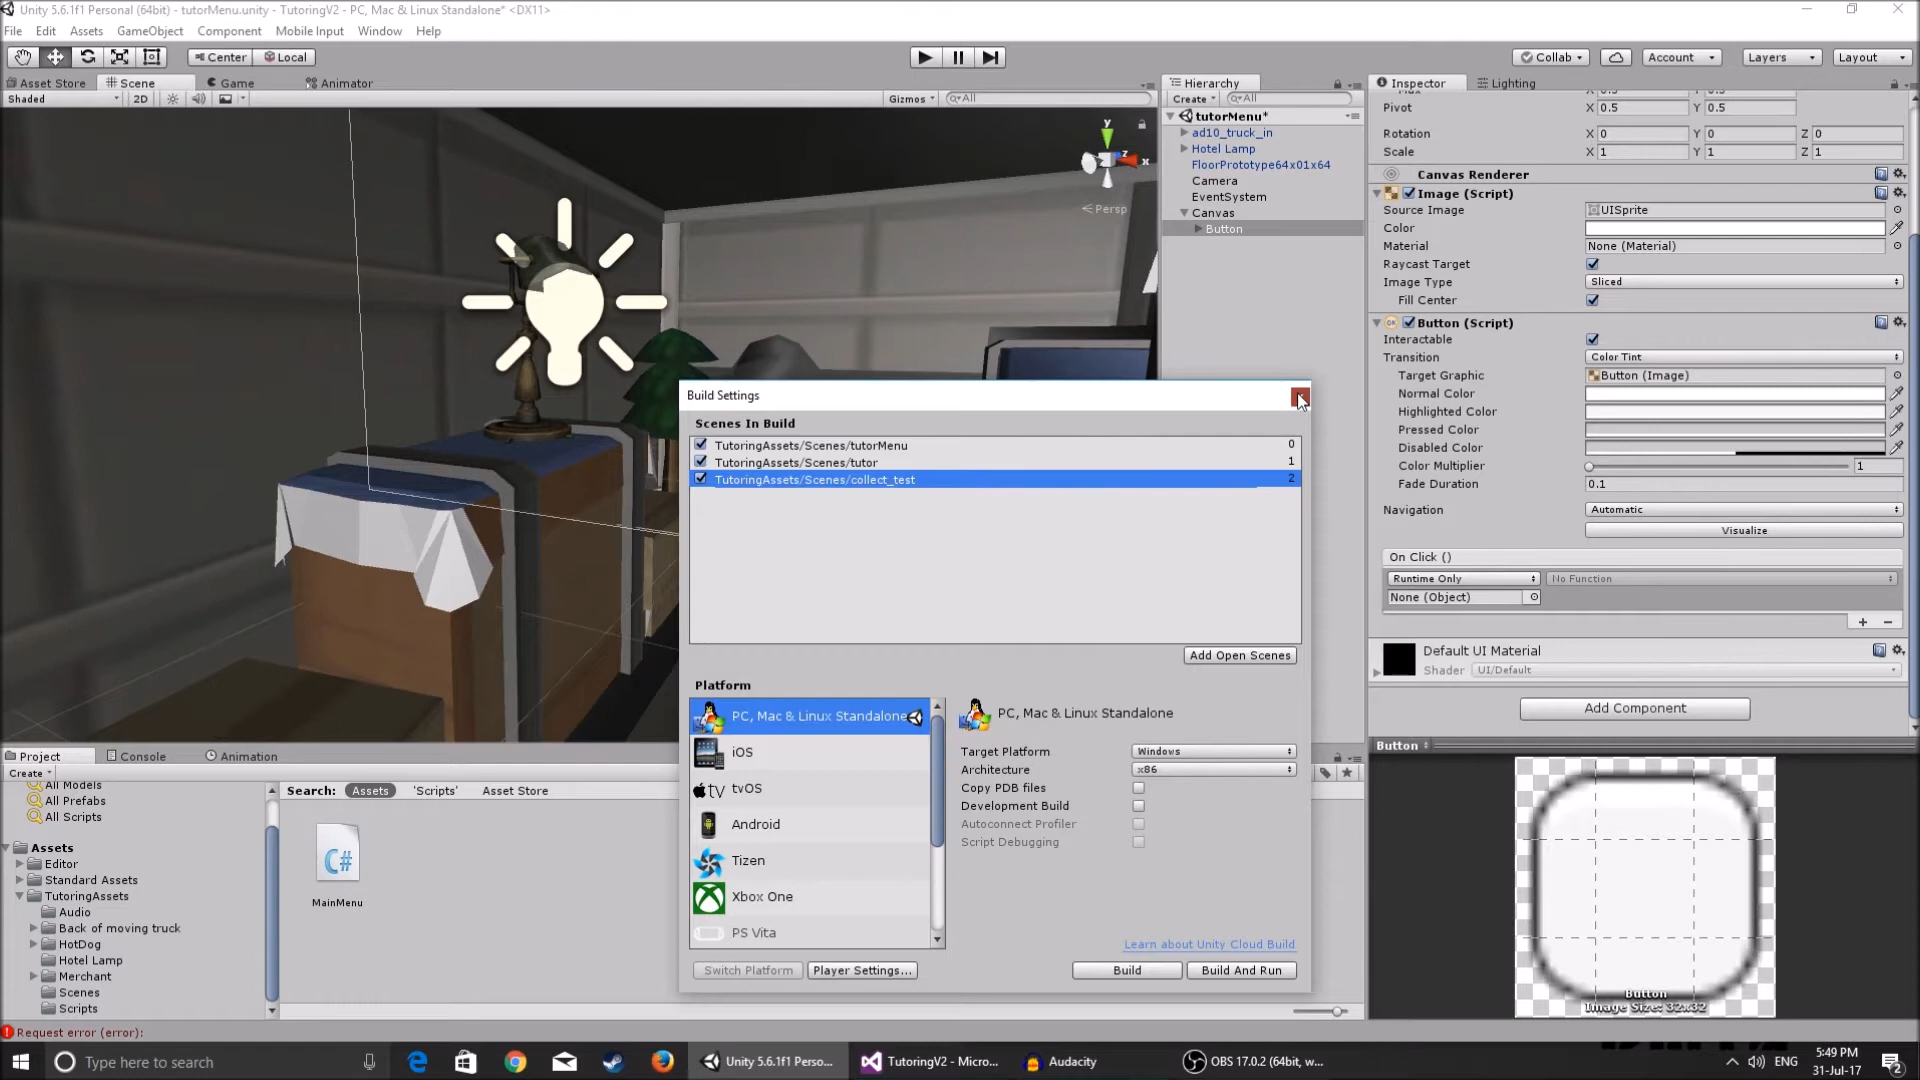 Unity 5.6.1f1 Personal (64bit) - tutorMenu.unity - TutoringV2 - PC, Mac & Linux Standalone* <DX11>
File Edit Assets GameObject Component Mobile Input Window Help
Center Local Collab Account Layers Layout
Asset Store Scene Game Animator
Shaded 2D Gizmos All
y
x
z
Persp
Hierarchy
Create All
tutorMenu*
ad10_truck_in
Hotel Lamp
FloorPrototype64x01x64
Camera
EventSystem
Canvas
Button
Inspector Lighting
Pivot X 0.5 Y 0.5
Rotation X 0 Y 0 Z 0
Scale X 1 Y 1 Z 1
Canvas Renderer
Image (Script)
Source Image UISprite
Color
Material None (Material)
Raycast Target
Image Type Sliced
Fill Center
Button (Script)
Interactable
Transition Color Tint
Target Graphic Button (Image)
Normal Color
Highlighted Color
Pressed Color
Disabled Color
Color Multiplier 1
Fade Duration 0.1
Navigation Automatic
Visualize
On Click ()
Runtime Only No Function
None (Object)
+ −
Default UI Material
Shader UI/Default
Add Component
Button
Button
Image Size: 32x32
Build Settings
Scenes In Build
TutoringAssets/Scenes/tutorMenu 0
TutoringAssets/Scenes/tutor 1
TutoringAssets/Scenes/collect_test 2
Add Open Scenes
Platform
PC, Mac & Linux Standalone
iOS
tv tvOS
Android
Tizen
Xbox One
PS Vita
PC, Mac & Linux Standalone
Target Platform Windows
Architecture x86
Copy PDB files
Development Build
Autoconnect Profiler
Script Debugging
Learn about Unity Cloud Build
Switch Platform Player Settings... Build Build And Run
Project Console Animation
Create
All Models
All Prefabs
All Scripts
Assets
Editor
Standard Assets
TutoringAssets
Audio
Back of moving truck
HotDog
Hotel Lamp
Merchant
Scenes
Scripts
Search: Assets 'Scripts' Asset Store
C#
MainMenu
Request error (error):
Type here to search
Unity 5.6.1f1 Perso...
TutoringV2 - Micro...
Audacity
OBS 17.0.2 (64bit, w...
ENG
5:49 PM
31-Jul-17
2